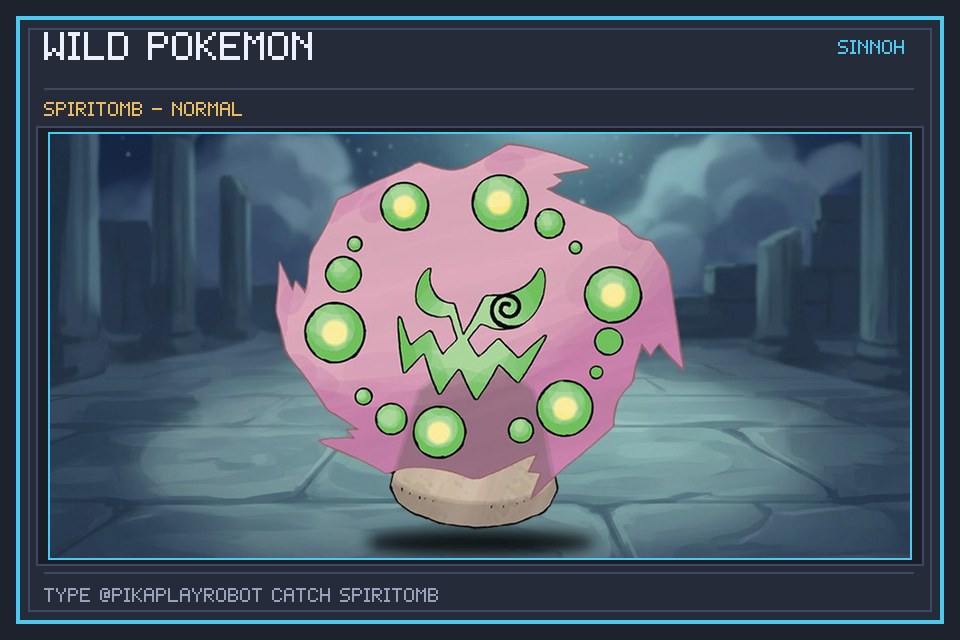 WILD POKEMON
SINNOH
SPIRITOMB - NORMAL
TYPE @PIKAPLAYROBOT CATCH SPIRITOMB